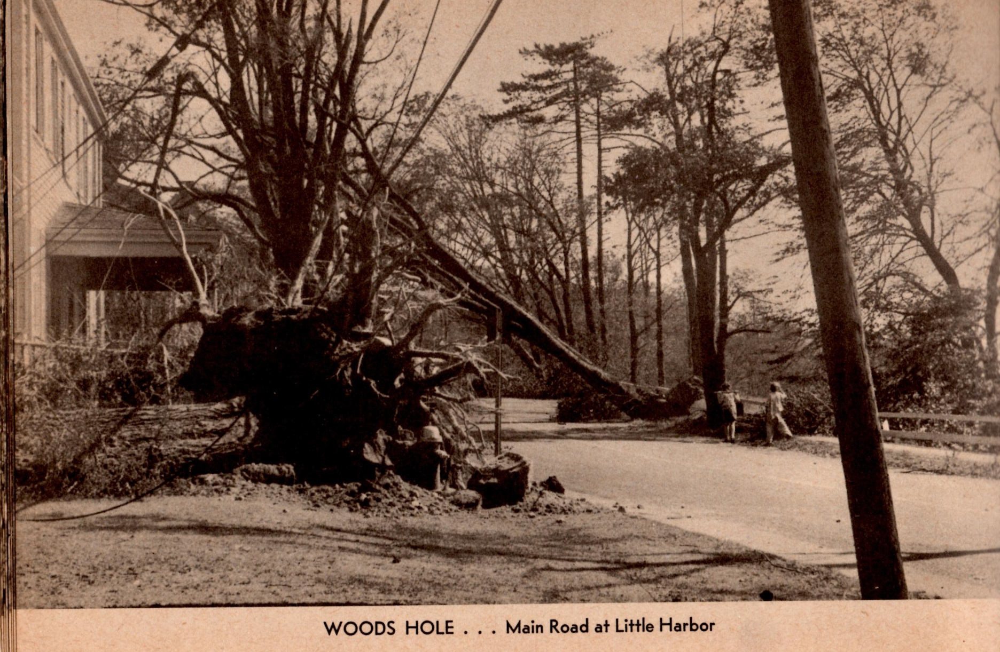 WOODS HOLE . . . Main Road at Little Harbor